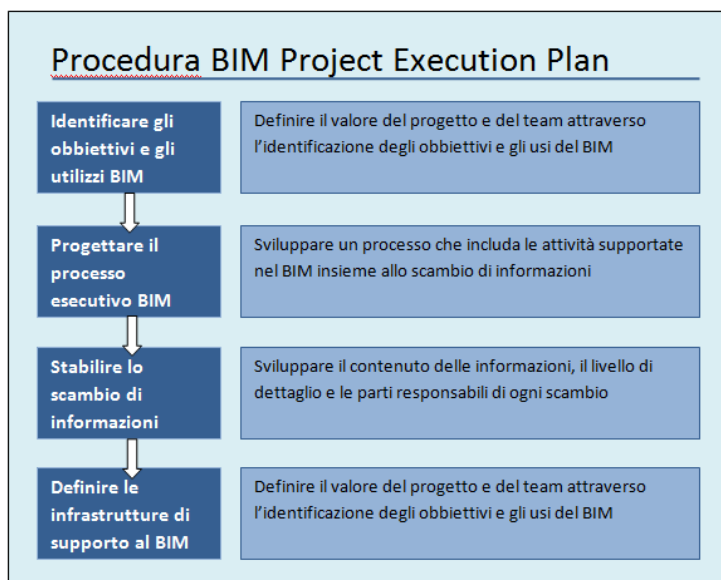 Procedura BIM Project Execution Plan
Identificare gli
obbiettivi e gli
utilizzi BIM
Definire il valore del progetto e del team attraverso
l’identificazione degli obbiettivi e gli usi del BIM
Progettare il
processo
esecutivo BIM
Sviluppare un processo che includa le attività supportate
nel BIM insieme allo scambio di informazioni
Stabilire lo
scambio di
informazioni
Sviluppare il contenuto delle informazioni, il livello di
dettaglio e le parti responsabili di ogni scambio
Definire le
infrastrutture di
supporto al BIM
Definire il valore del progetto e del team attraverso
l’identificazione degli obbiettivi e gli usi del BIM